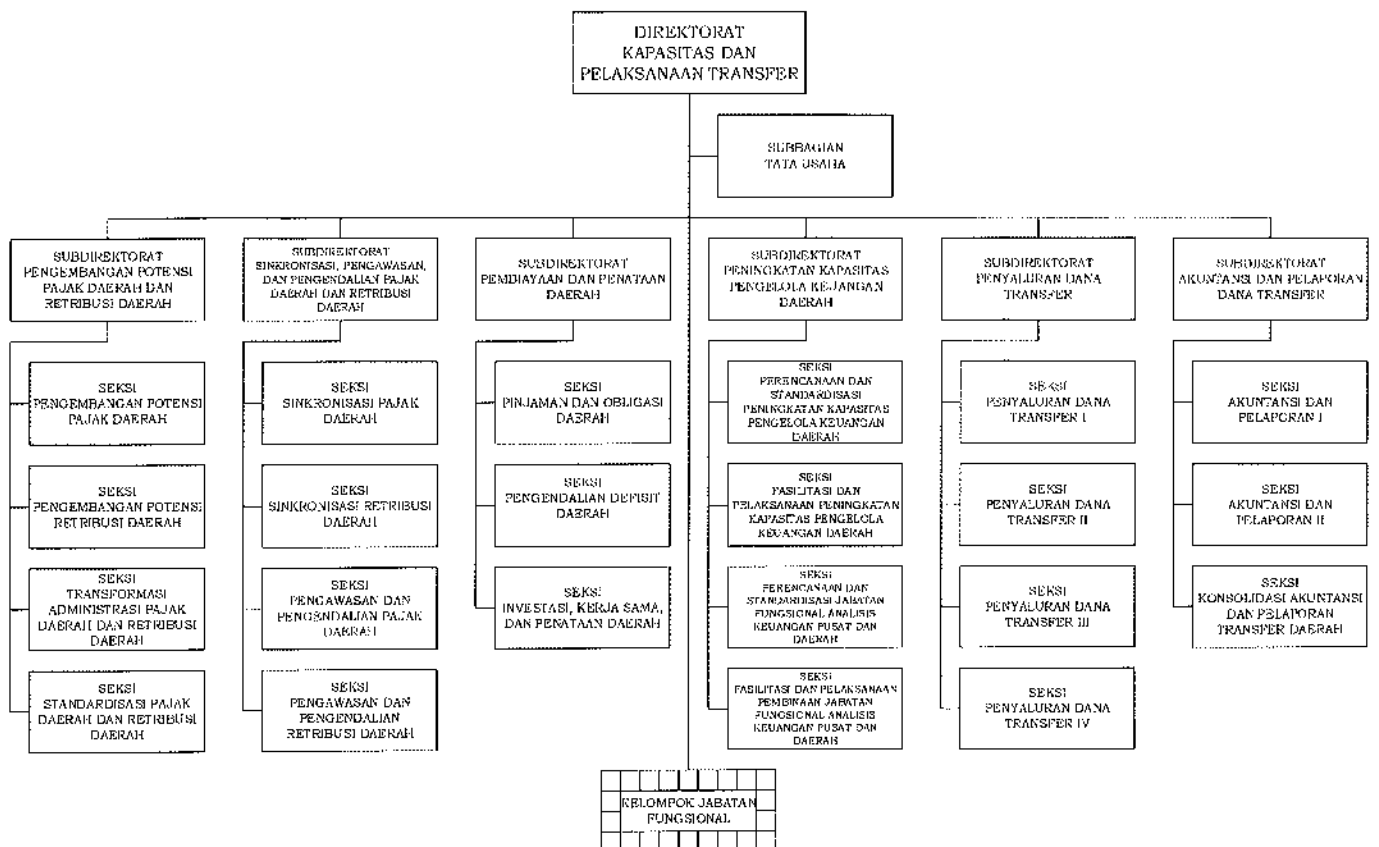 DIREKTORAT
KAPASITAS DAN
PELAKSANAAN TRANSFER
SUBBAGIAN
TATA USAHA
SUBDIREKTORAT
PENGEMBANGAN POTENSI
PAJAK DAERAH DAN
RETRIBUSI DAERAH
SEKSI
PENGEMBANGAN POTENSI
PAJAK DAERAH
SEKSI
PENGEMBANGAN POTENSI
RETRIBUSI DAERAH
SEKSI
TRANSFORMASI
ADMINISTRASI PAJAK
DAERAH DAN RETRIBUSI
DAERAH
SEKSI
STANDARDISASI PAJAK
DAERAH DAN RETRIBUSI
DAERAH
SUBDIREKTORAT
SINKRONISASI, PENGAWASAN,
DAN PENGENDALIAN PAJAK
DAERAH DAN RETRIBUSI
DAERAH
SEKSI
SINKRONISASI PAJAK
DAERAH
SEKSI
SINKRONISASI RETRIBUSI
DAERAH
SEKSI
PENGAWASAN DAN
PENGENDALIAN PAJAK
DAERAH
SEKSI
PENGAWASAN DAN
PENGENDALIAN
RETRIBUSI DAERAH
SUBDIREKTORAT
PEMBIAYAAN DAN PENATAAN
DAERAH
SEKSI
PINJAMAN DAN OBLIGASI
DAERAH
SEKSI
PENGENDALIAN DEFISIT
DAERAH
SEKSI
INVESTASI, KERJA SAMA,
DAN PENATAAN DAERAH
SUBDIREKTORAT
PENINGKATAN KAPASITAS
PENGELOLA KEUANGAN
DAERAH
SEKSI
PERENCANAAN DAN
STANDARDISASI
PENINGKATAN KAPASITAS
PENGELOLA KEUANGAN
DAERAH
SEKSI
FASILITASI DAN
PELAKSANAAN PENINGKATAN
KAPASITAS PENGELOLA
KEUANGAN DAERAH
SEKSI
PERENCANAAN DAN
STANDARDISASI JABATAN
FUNGSIONAL ANALISIS
KEUANGAN PUSAT DAN
DAERAH
SEKSI
FASILITASI DAN PELAKSANAAN
PEMBINAAN JABATAN
FUNGSIONAL ANALISIS
KEUANGAN PUSAT DAN
DAERAH
SUBDIREKTORAT
PENYALURAN DANA
TRANSFER
SEKSI
PENYALURAN DANA
TRANSFER I
SEKSI
PENYALURAN DANA
TRANSFER II
SEKSI
PENYALURAN DANA
TRANSFER III
SEKSI
PENYALURAN DANA
TRANSFER IV
SUBDIREKTORAT
AKUNTANSI DAN PELAPORAN
DANA TRANSFER
SEKSI
AKUNTANSI DAN
PELAPORAN I
SEKSI
AKUNTANSI DAN
PELAPORAN II
SEKSI
KONSOLIDASI AKUNTANSI
DAN PELAPORAN
TRANSFER DAERAH
KELOMPOK JABATAN
FUNGSIONAL